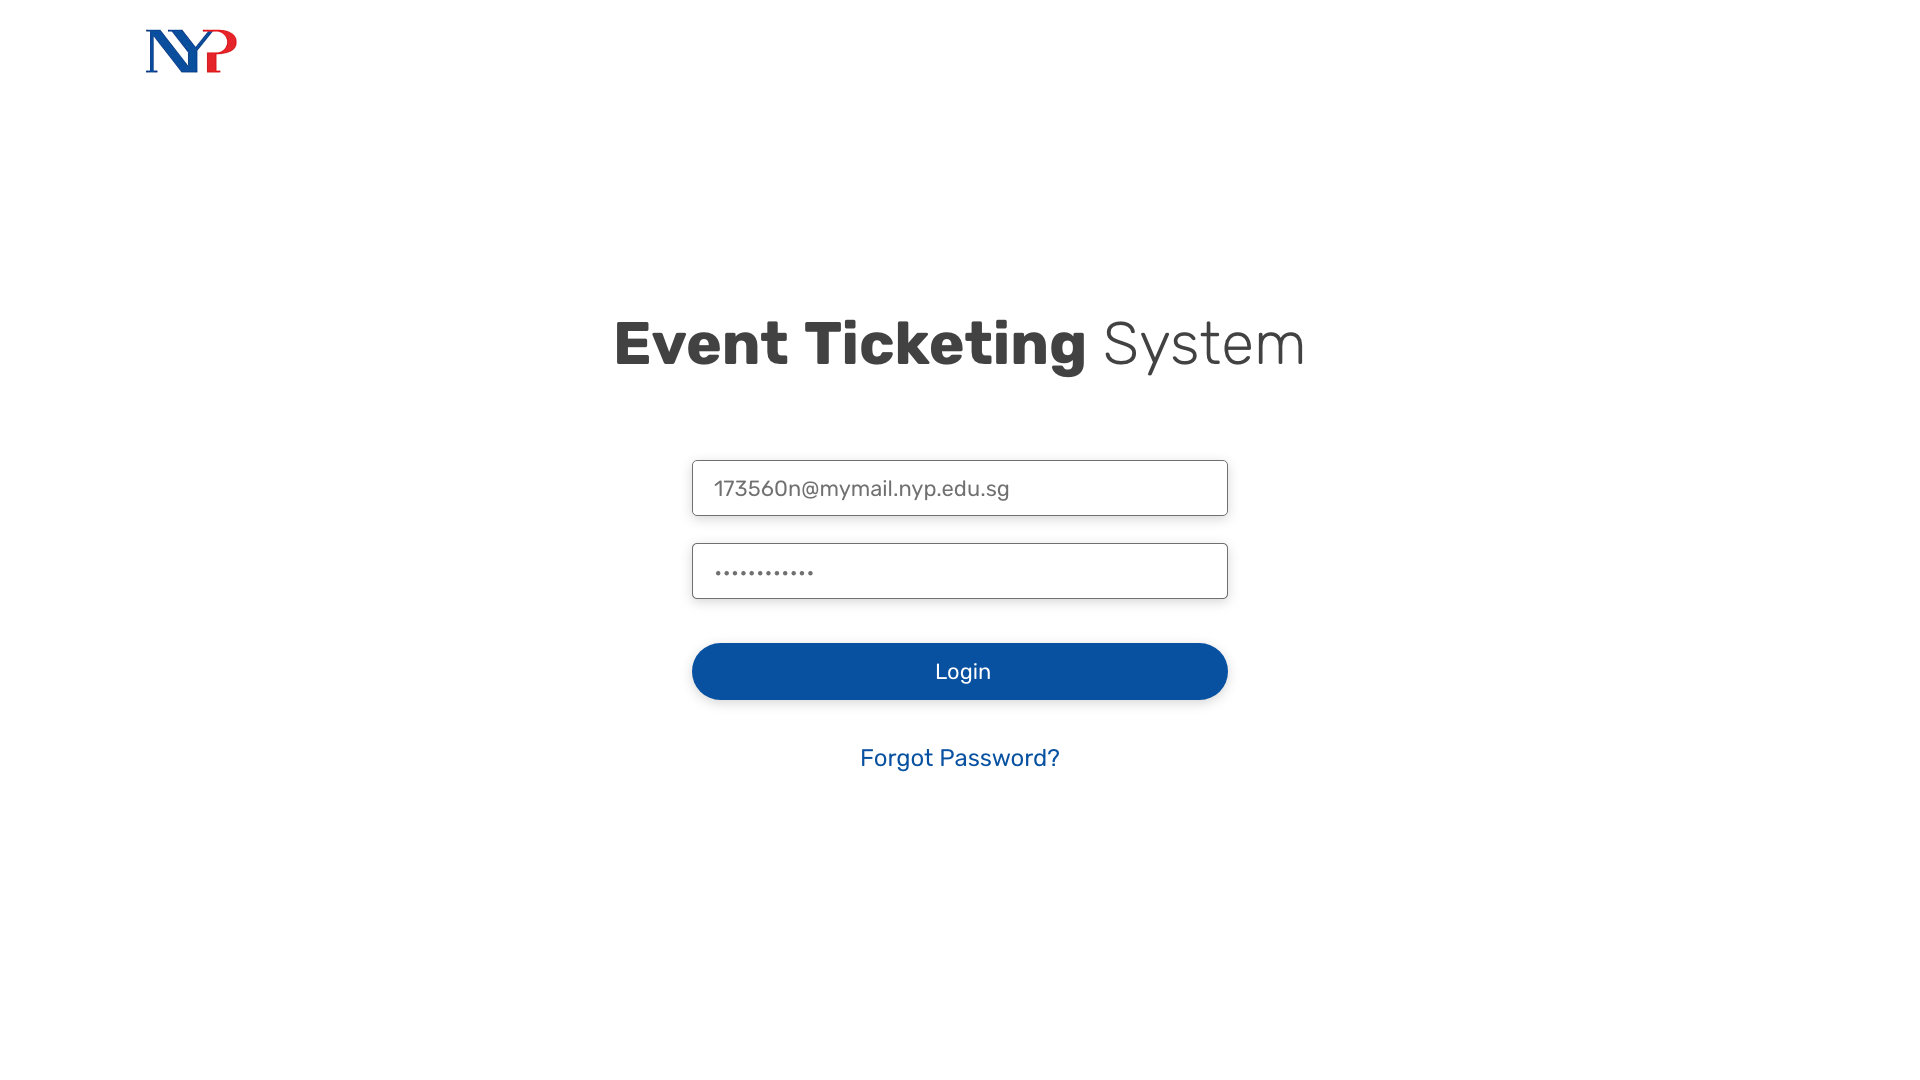 NYP
Event Ticketing System
173560n@mymail.nyp.edu.sg
••••••••••••
Login
Forgot Password?